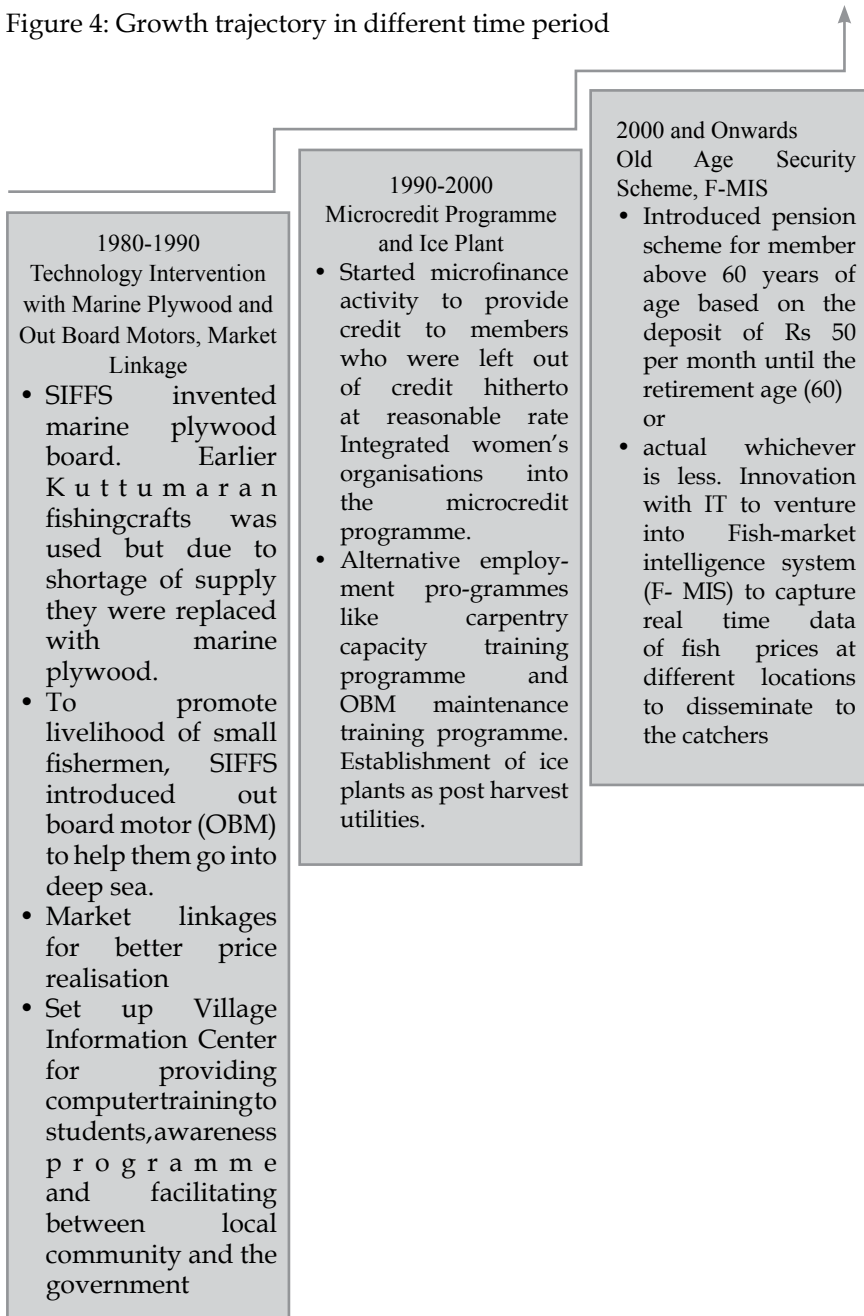 Figure 4: Growth trajectory in different time period
1980-1990
Technology Intervention
with Marine Plywood and
Out Board Motors, Market
Linkage
• SIFFS invented
marine plywood
board. Earlier
Kuttumaran
fishingcrafts was
used but due to
shortage of supply
they were replaced
with marine
plywood.
• To promote
livelihood of small
fishermen, SIFFS
introduced out
board motor (OBM)
to help them go into
deep sea.
• Market linkages
for better price
realisation
• Set up Village
Information Center
for providing
computertrainingto
students,awareness
programme
and facilitating
between local
community and the
government
1990-2000
Microcredit Programme
and Ice Plant
• Started microfinance
activity to provide
credit to members
who were left out
of credit hitherto
at reasonable rate
Integrated women's
organisations into
the microcredit
programme.
• Alternative employ-
ment pro-grammes
like carpentry
capacity training
programme and
OBM maintenance
training programme.
Establishment of ice
plants as post harvest
utilities.
2000 and Onwards
Old Age Security
Scheme, F-MIS
• Introduced pension
scheme for member
above 60 years of
age based on the
deposit of Rs 50
per month until the
retirement age (60)
or
• actual whichever
is less. Innovation
with IT to venture
into Fish-market
intelligence system
(F- MIS) to capture
real time data
of fish prices at
different locations
to disseminate to
the catchers